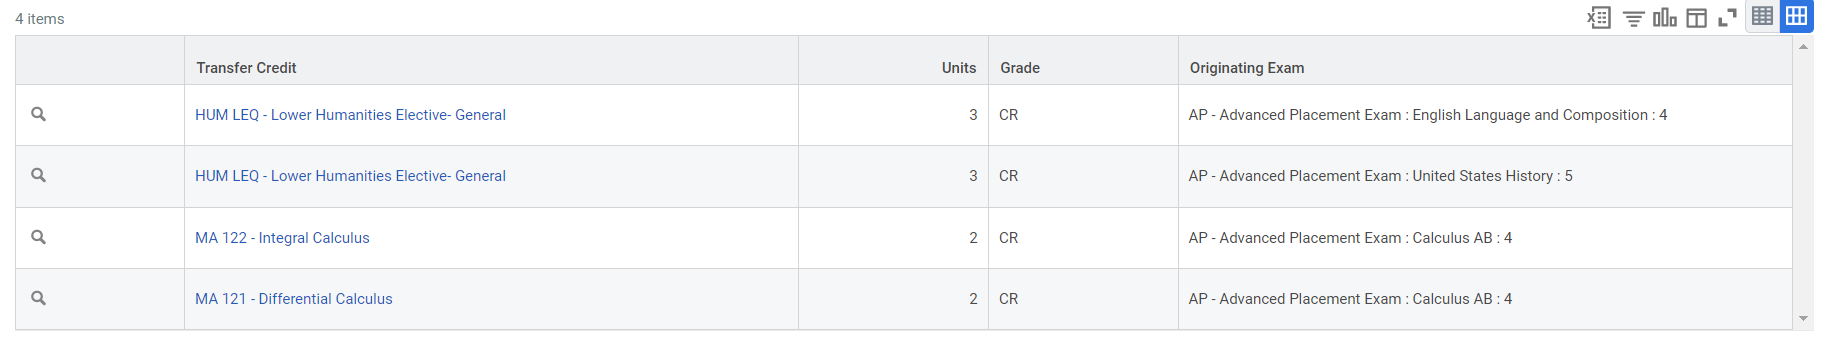 4 items
Transfer Credit Units Grade Originating Exam
HUM LEQ - Lower Humanities Elective- General 3 CR AP - Advanced Placement Exam : English Language and Composition : 4
HUM LEQ - Lower Humanities Elective- General 3 CR AP - Advanced Placement Exam : United States History : 5
MA 122 - Integral Calculus 2 CR AP - Advanced Placement Exam : Calculus AB : 4
MA 121 - Differential Calculus 2 CR AP - Advanced Placement Exam : Calculus AB : 4